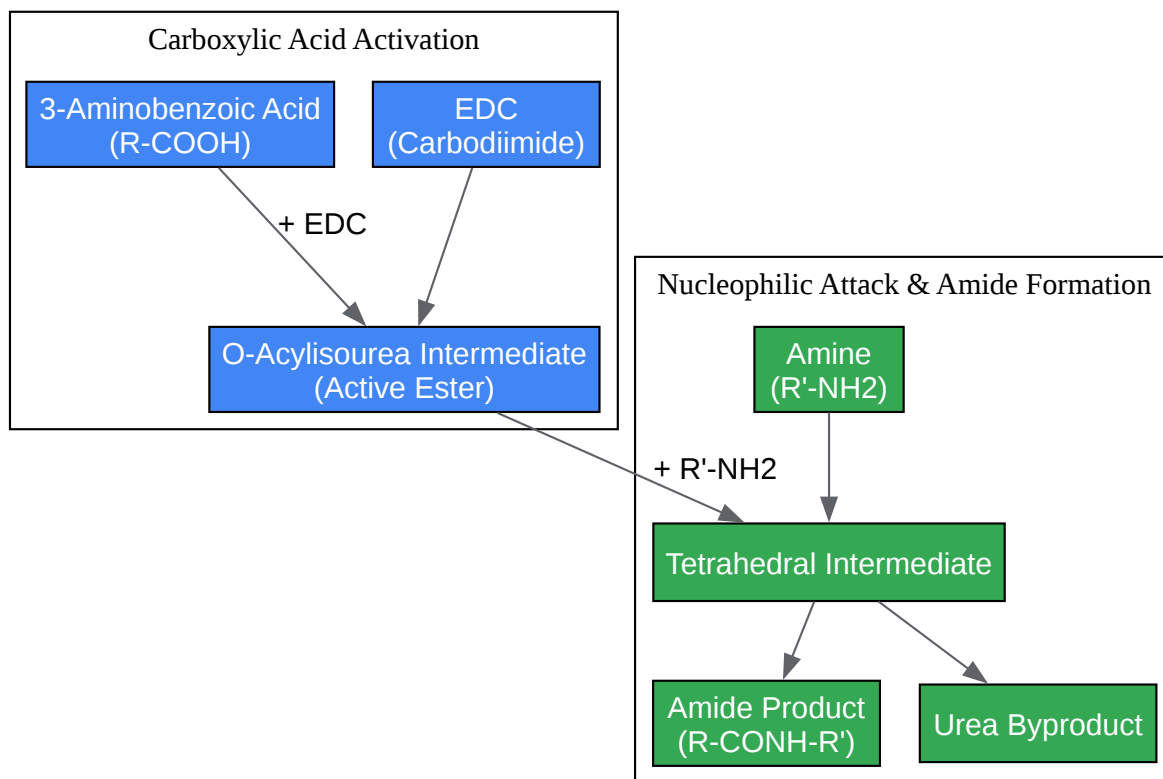 Carboxylic Acid Activation
3-Aminobenzoic Acid
(R-COOH)
EDC
(Carbodiimide)
+ EDC
O-Acylisourea Intermediate
(Active Ester)
Nucleophilic Attack & Amide Formation
Amine
(R'-NH2)
+ R'-NH2
Tetrahedral Intermediate
Amide Product
(R-CONH-R')
Urea Byproduct